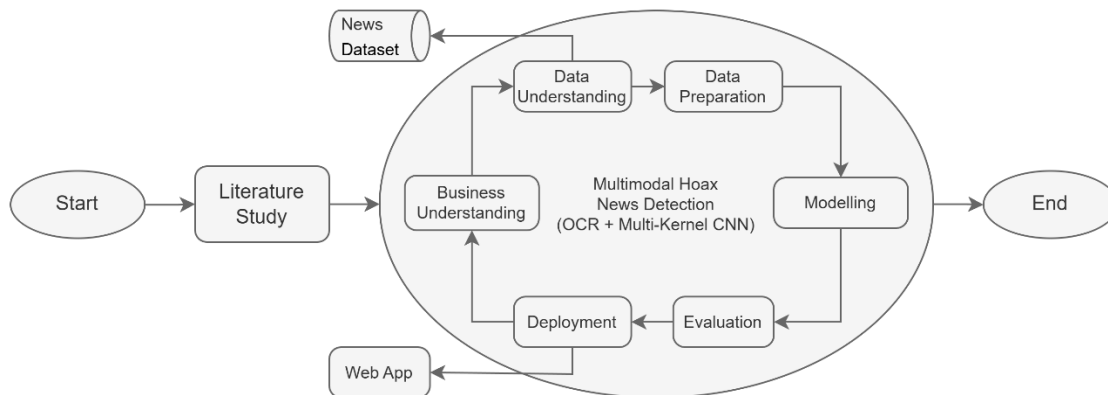 News
Dataset
Data
Understanding
Data
Preparation
Start
Literature
Study
Business
Understanding
Multimodal Hoax
News Detection
(OCR + Multi-Kernel CNN)
Modelling
End
Deployment
Evaluation
Web App